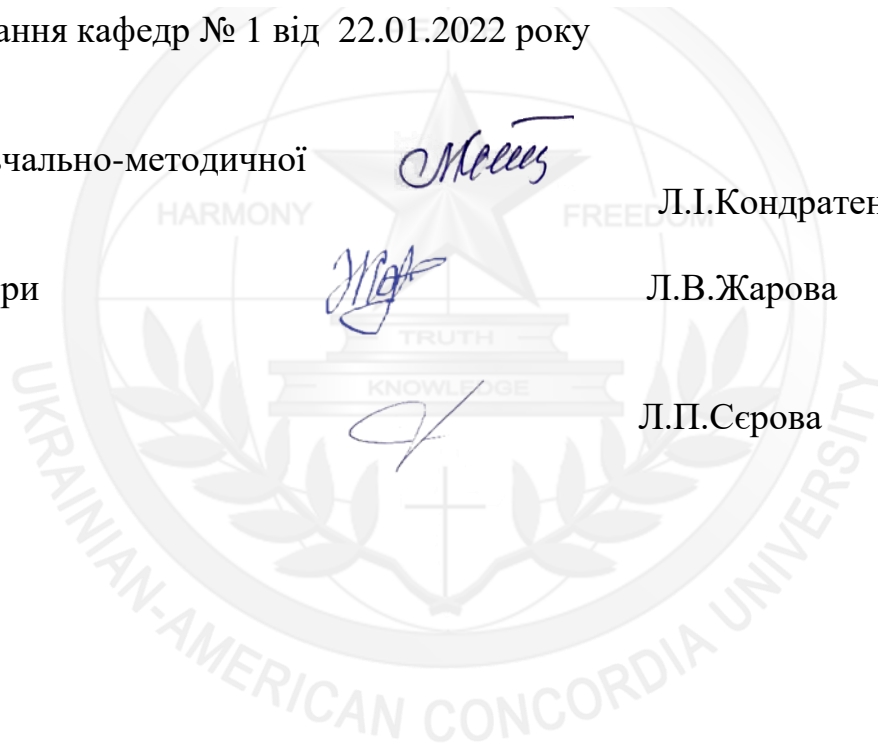 ання кафедр № 1 від 22.01.2022 року
вчально-методичної
Л.І.Кондратен
HARMONY FREEDOM
ри Л.В.Жарова
TRUTH
KNOWLEDGE
Л.П.Сєрова
UKRAINIAN-AMERICAN CONCORDIA UNIVERSITY